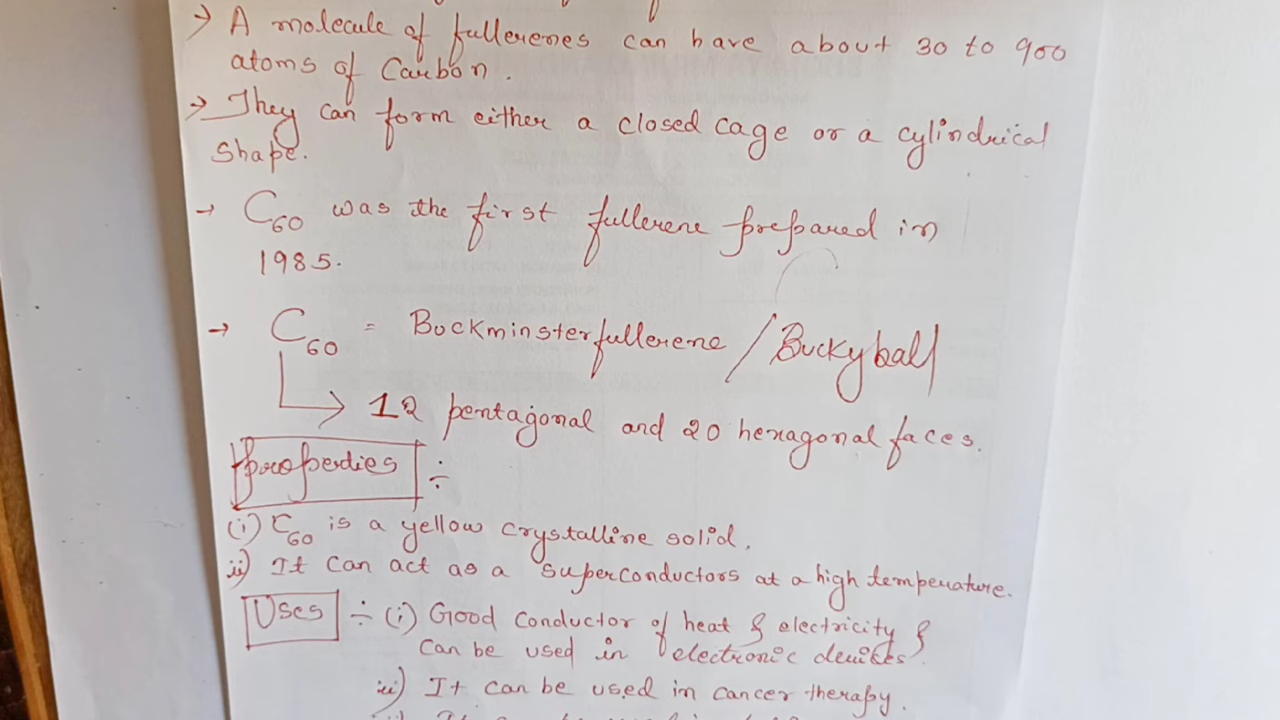 → A molecule of fullerenes can have about 30 to 900
atoms of Carbon.
→ They can form either a closed cage or a cylindrical
shape.
→ C60 was the first fullerene prepared in
1985.
→ C60 = Buckminsterfullerene / Buckyball
→ 12 pentagonal and 20 hexagonal faces.
Properties ÷
(i) C60 is a yellow crystalline solid.
ii) It can act as a superconductors at a high temperature.
Uses ÷ (i) Good conductor of heat & electricity &
can be used in electronic devices.
ii) It can be used in cancer therapy.